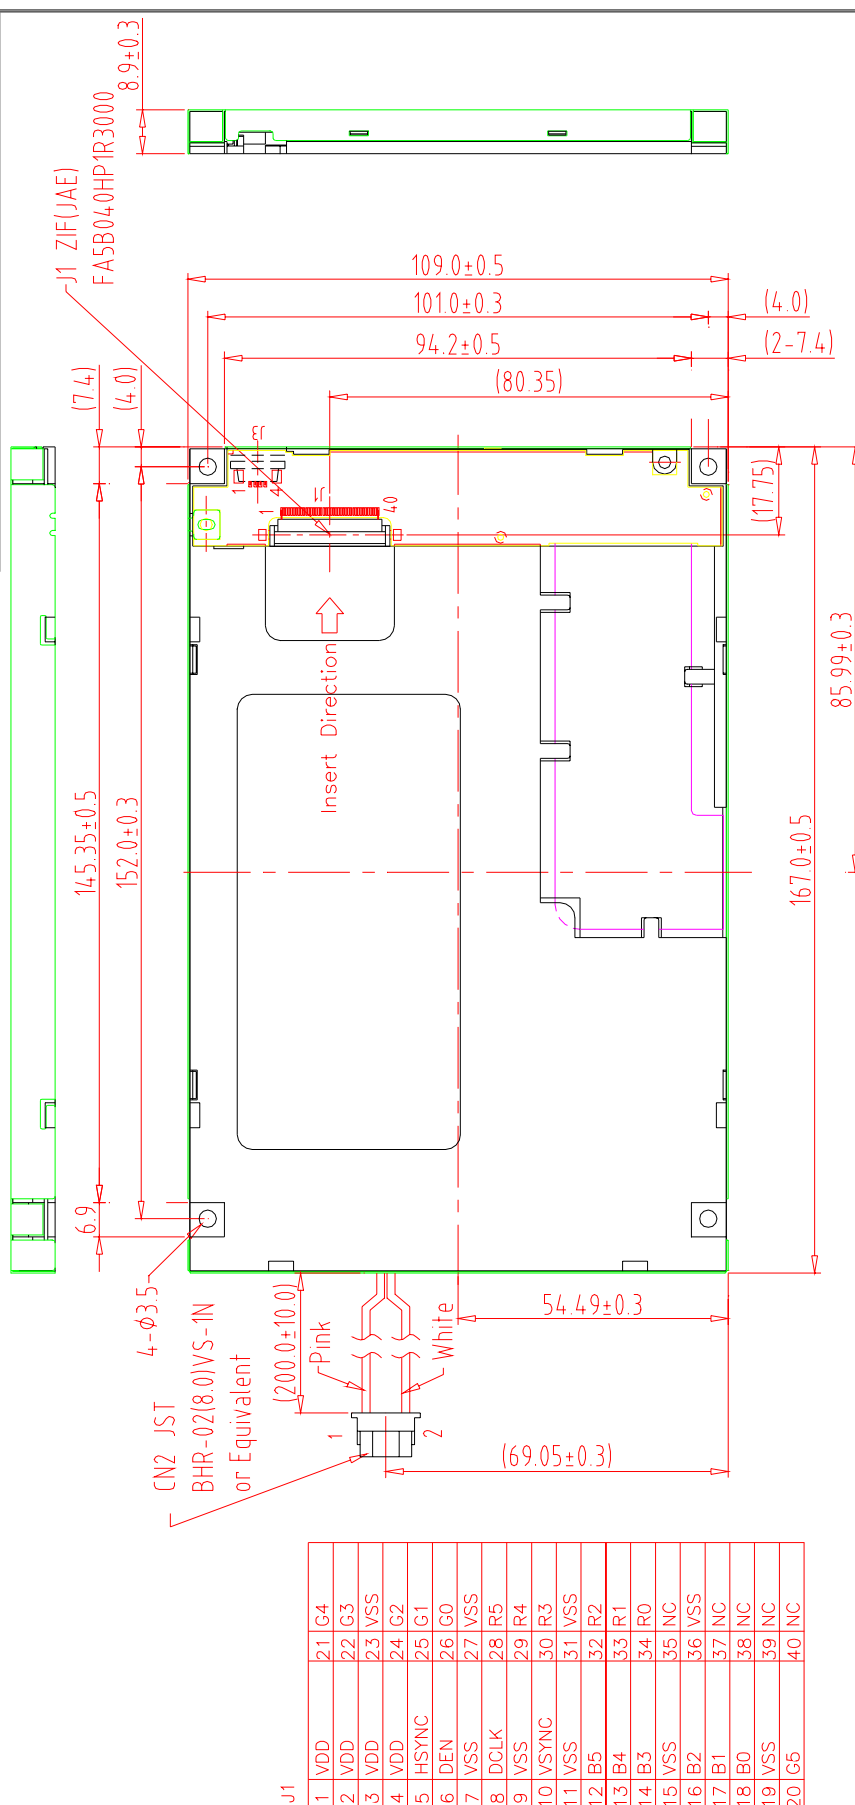 8.9±0.3
J1 ZIF(JAE)
FA5B040HP1R3000
109.0±0.5
101.0±0.3
(4.0)
94.2±0.5
(2-7.4)
(80.35)
(7.4)
(4.0)
J3
1
4
J1
1
40
(17.75)
Insert Direction
85.99±0.3
145.35±0.5
152.0±0.3
167.0±0.5
6.9
4-Φ3.5
(200.0±10.0)
Pink
White
54.49±0.3
CN2 JST
BHR-02(8.0)VS-1N
or Equivalent
1
2
(69.05±0.3)
J1
1 VDD 21 G4
2 VDD 22 G3
3 VDD 23 VSS
4 VDD 24 G2
5 HSYNC 25 G1
6 DEN 26 G0
7 VSS 27 VSS
8 DCLK 28 R5
9 VSS 29 R4
10 VSYNC 30 R3
11 VSS 31 VSS
12 B5 32 R2
13 B4 33 R1
14 B3 34 R0
15 VSS 35 NC
16 B2 36 VSS
17 B1 37 NC
18 B0 38 NC
19 VSS 39 NC
20 G5 40 NC